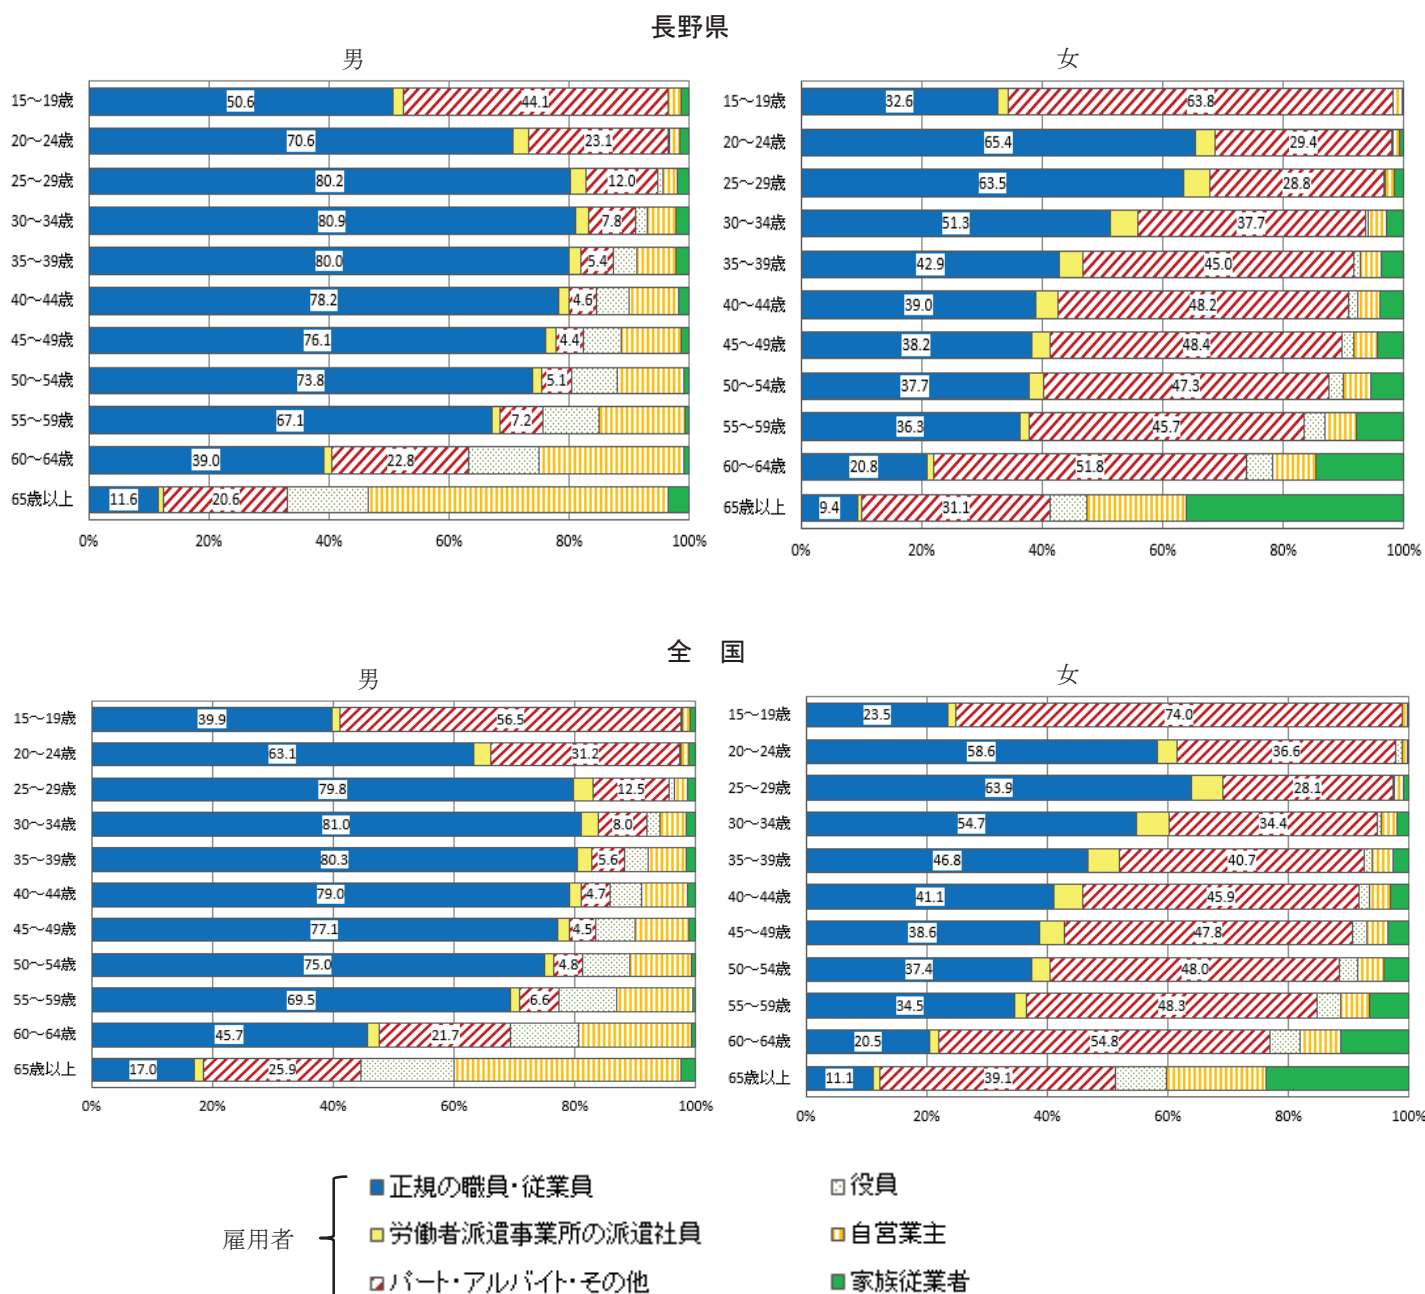 長野県
男
15～19歳 50.6 44.1
20～24歳 70.6 23.1
25～29歳 80.2 12.0
30～34歳 80.9 7.8
35～39歳 80.0 5.4
40～44歳 78.2 4.6
45～49歳 76.1 4.4
50～54歳 73.8 5.1
55～59歳 67.1 7.2
60～64歳 39.0 22.8
65歳以上 11.6 20.6
0% 20% 40% 60% 80% 100%
女
15～19歳 32.6 63.8
20～24歳 65.4 29.4
25～29歳 63.5 28.8
30～34歳 51.3 37.7
35～39歳 42.9 45.0
40～44歳 39.0 48.2
45～49歳 38.2 48.4
50～54歳 37.7 47.3
55～59歳 36.3 45.7
60～64歳 20.8 51.8
65歳以上 9.4 31.1
0% 20% 40% 60% 80% 100%
全 国
男
15～19歳 39.9 56.5
20～24歳 63.1 31.2
25～29歳 79.8 12.5
30～34歳 81.0 8.0
35～39歳 80.3 5.6
40～44歳 79.0 4.7
45～49歳 77.1 4.5
50～54歳 75.0 4.8
55～59歳 69.5 6.6
60～64歳 45.7 21.7
65歳以上 17.0 25.9
0% 20% 40% 60% 80% 100%
女
15～19歳 23.5 74.0
20～24歳 58.6 36.6
25～29歳 63.9 28.1
30～34歳 54.7 34.4
35～39歳 46.8 40.7
40～44歳 41.1 45.9
45～49歳 38.6 47.8
50～54歳 37.4 48.0
55～59歳 34.5 48.3
60～64歳 20.5 54.8
65歳以上 11.1 39.1
0% 20% 40% 60% 80% 100%
雇用者
正規の職員・従業員
労働者派遣事業所の派遣社員
パート・アルバイト・その他
役員
自営業主
家族従業者